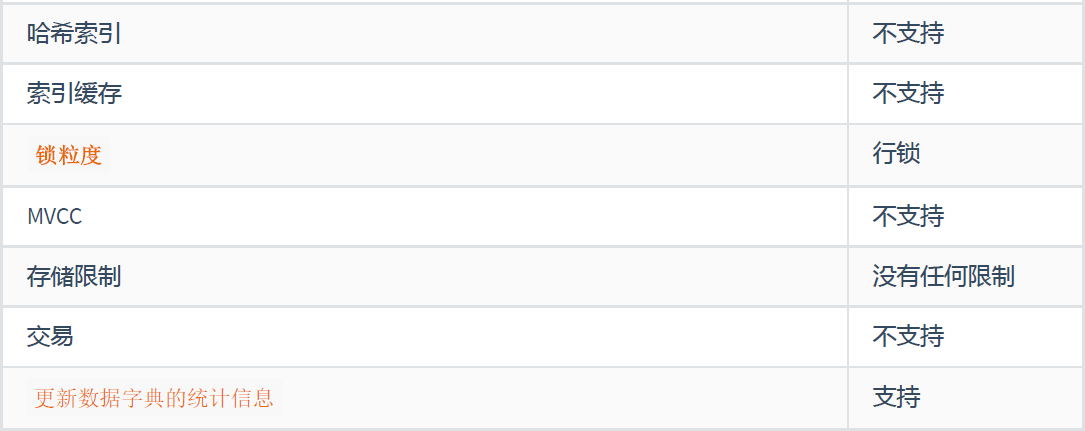 哈希索引 不支持
索引缓存 不支持
锁粒度 行锁
MVCC 不支持
存储限制 没有任何限制
交易 不支持
更新数据字典的统计信息 支持